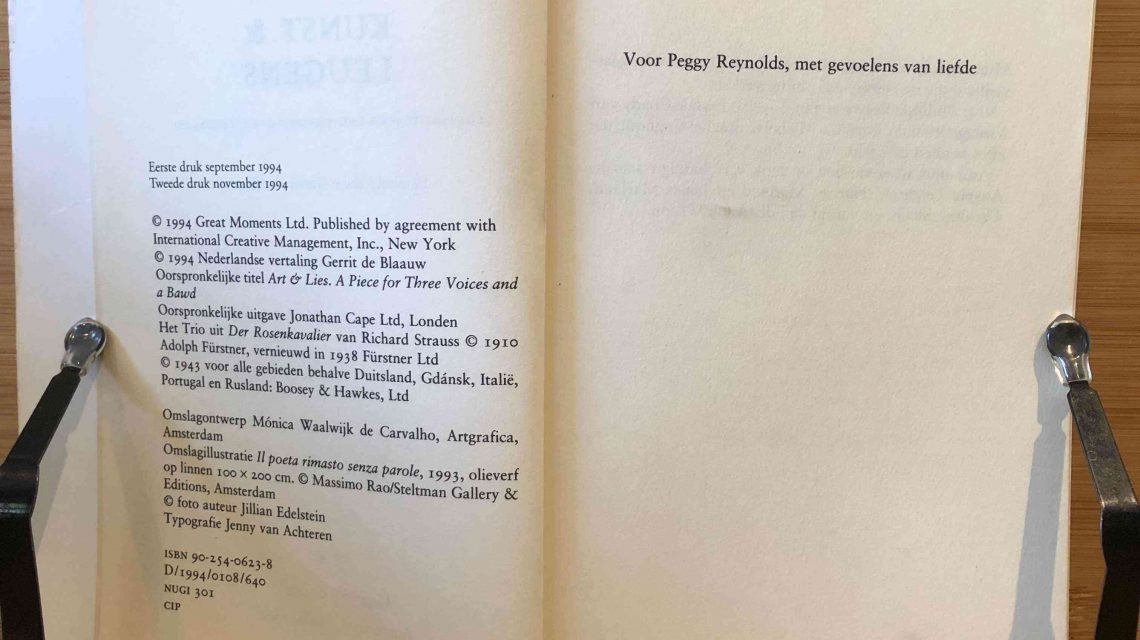 Eerste druk september 1994
Tweede druk november 1994
© 1994 Great Moments Ltd. Published by agreement with
International Creative Management, Inc., New York
© 1994 Nederlandse vertaling Gerrit de Blaauw
Oorspronkelijke titel Art & Lies. A Piece for Three Voices and
a Bawd
Oorspronkelijke uitgave Jonathan Cape Ltd, Londen
Het Trio uit Der Rosenkavalier van Richard Strauss © 1910
Adolph Fürstner, vernieuwd in 1938 Fürstner Ltd
© 1943 voor alle gebieden behalve Duitsland, Gdánsk, Italië,
Portugal en Rusland: Boosey & Hawkes, Ltd
Omslagontwerp Mónica Waalwijk de Carvalho, Artgrafica,
Amsterdam
Omslagillustratie Il poeta rimasto senza parole, 1993, olieverf
op linnen 100 × 200 cm. © Massimo Rao/Steltman Gallery &
Editions, Amsterdam
© foto auteur Jillian Edelstein
Typografie Jenny van Achteren
ISBN 90-254-0623-8
D/1994/0108/640
NUGI 301
CIP
Voor Peggy Reynolds, met gevoelens van liefde
KUNST &
LEUGENS